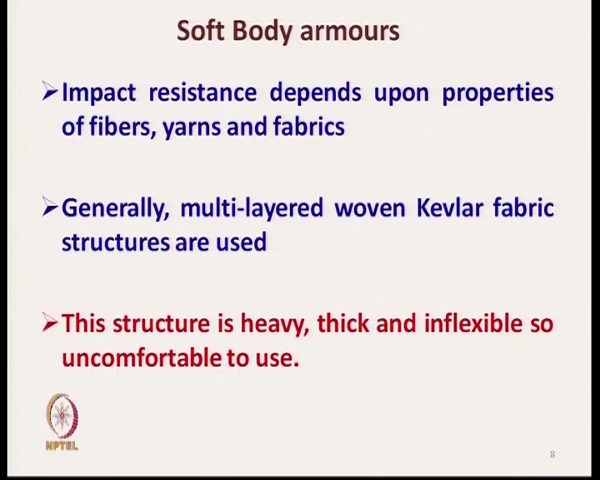 Soft Body armours
➢Impact resistance depends upon properties
of fibers, yarns and fabrics
➢Generally, multi-layered woven Kevlar fabric
structures are used
➢This structure is heavy, thick and inflexible so
uncomfortable to use.
NPTEL
8